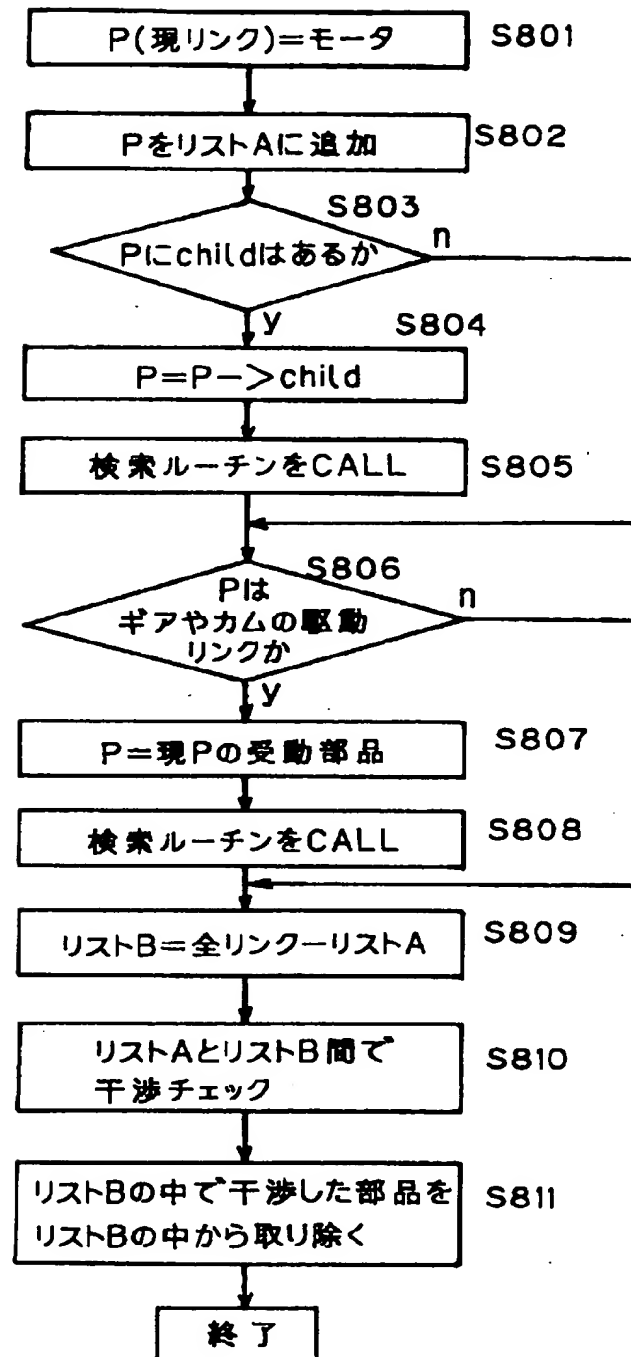 P(現リンク)=モータ
S801
PをリストAに追加
S802
S803
Pにchildはあるか
n
y
S804
P=P->child
検索ルーチンをCALL
S805
S806
Pは
ギアやカムの駆動
リンクか
n
y
P=現Pの受動部品
S807
検索ルーチンをCALL
S808
リストB=全リンクーリストA
S809
リストAとリストB間で
干渉チェック
S810
リストBの中で干渉した部品を
リストBの中から取り除く
S811
終了